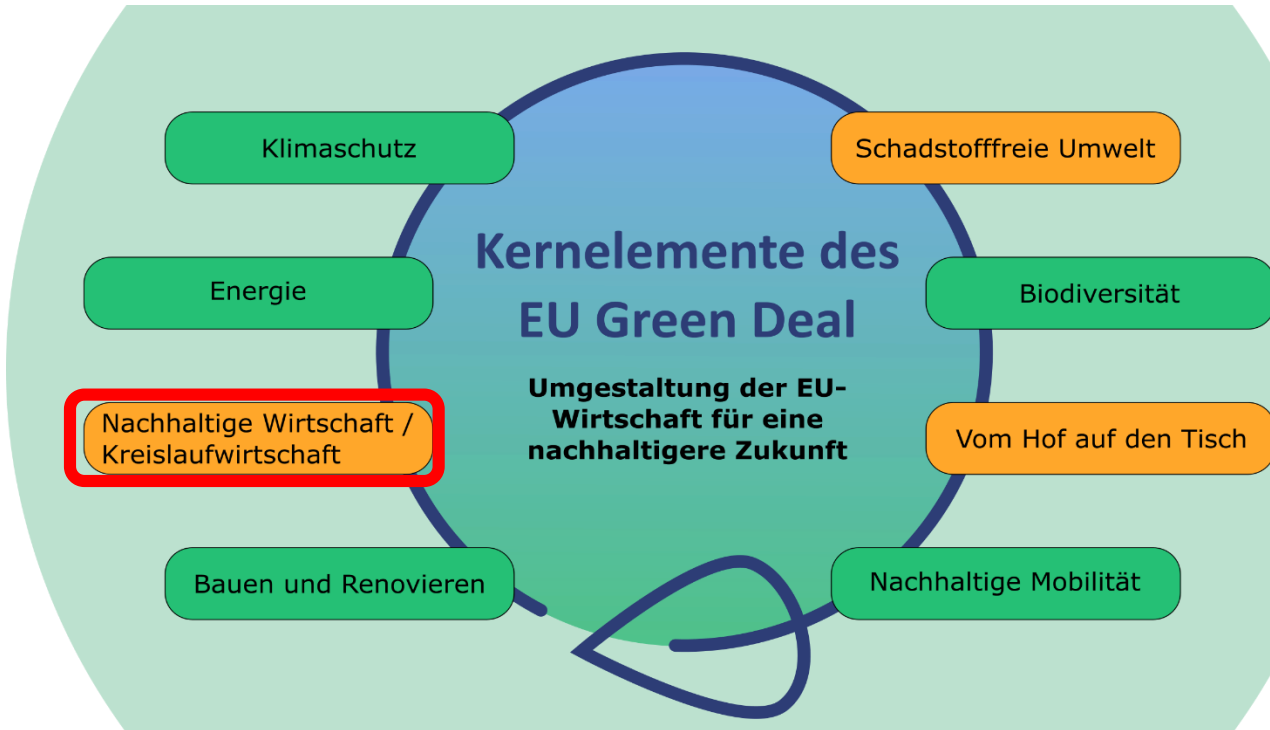 Klimaschutz
Schadstofffreie Umwelt
Kernelemente des
EU Green Deal
Energie
Biodiversität
Umgestaltung der EU-
Wirtschaft für eine
nachhaltigere Zukunft
Nachhaltige Wirtschaft /
Kreislaufwirtschaft
Vom Hof auf den Tisch
Bauen und Renovieren
Nachhaltige Mobilität